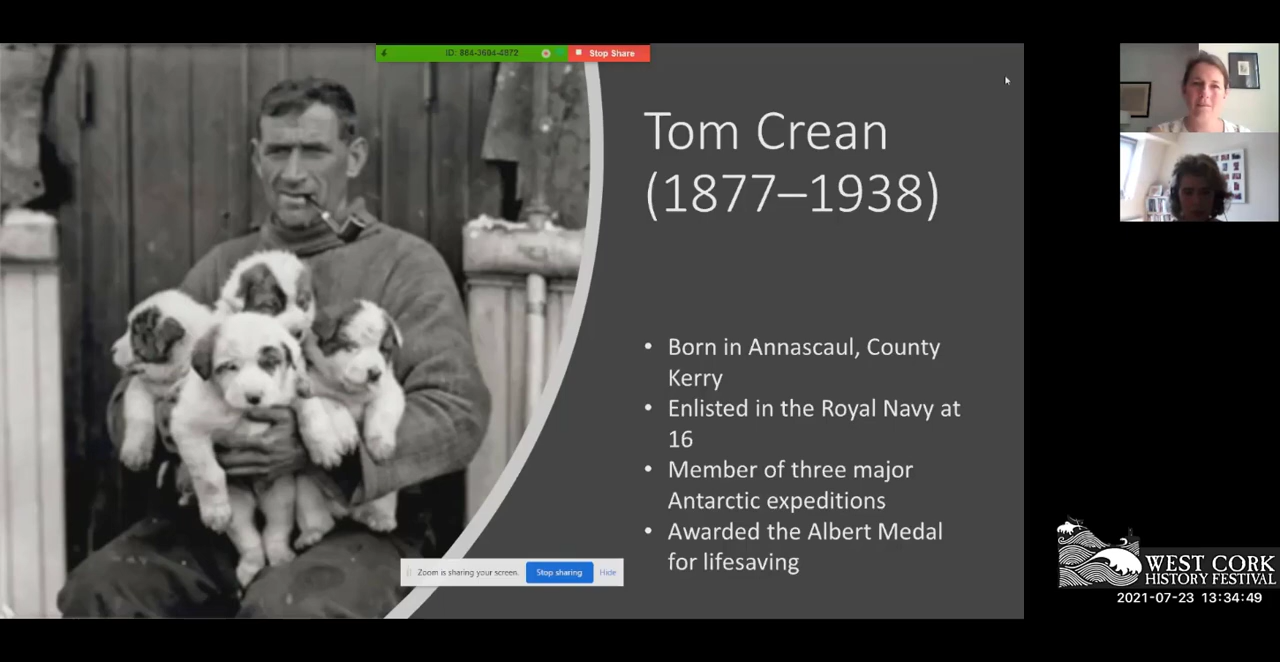 ID: 864-3604-4872
Stop Share
Tom Crean
(1877–1938)
• Born in Annascaul, County
Kerry
• Enlisted in the Royal Navy at
16
• Member of three major
Antarctic expeditions
• Awarded the Albert Medal
for lifesaving
Zoom is sharing your screen.
Stop sharing
Hide
WEST CORK
HISTORY FESTIVAL
2021-07-23 13:34:49